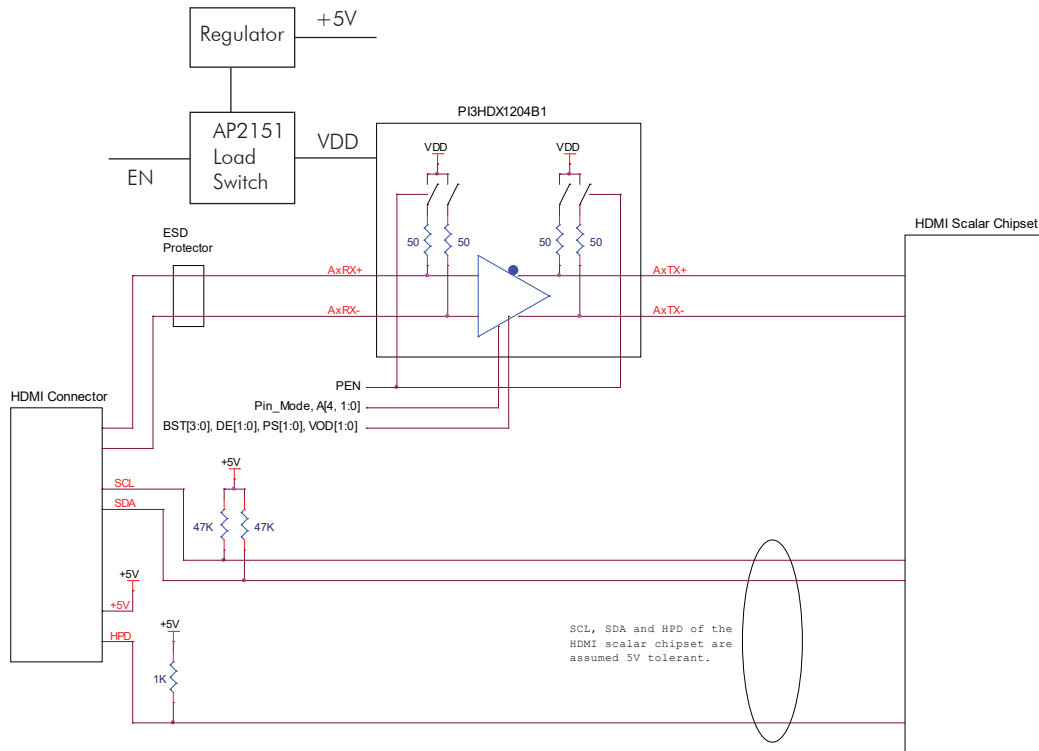 Regulator
+5V
AP2151
Load
Switch
VDD
EN
PI3HDX1204B1
VDD
VDD
50
50
50
50
ESD
Protector
HDMI Scalar Chipset
AxRX+
AxTX+
AxRX-
AxTX-
PEN
Pin_Mode, A[4, 1:0]
BST[3:0], DE[1:0], PS[1:0], VOD[1:0]
HDMI Connector
+5V
SCL
SDA
47K
47K
+5V
+5V
HPD
+5V
1K
SCL, SDA and HPD of the
HDMI scalar chipset are
assumed 5V tolerant.